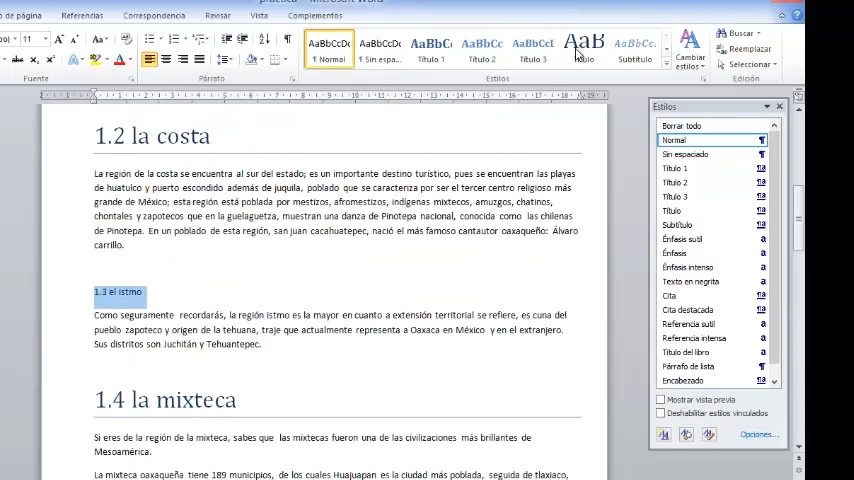 Referencias Correspondencia Revisar Vista Complementos
11
AaBbCcDc AaBbCcDc AaBbC AaBbCc AaBbCcI AaB AaBbCc.
¶ Normal ¶ Sin espa... Título 1 Título 2 Título 3 Título Subtítulo
Cambiar
estilos
Buscar
Reemplazar
Seleccionar
Fuente Párrafo Estilos Edición
1.2 la costa
La región de la costa se encuentra al sur del estado; es un importante destino turístico, pues se encuentran las playas
de huatulco y puerto escondido además de juquila, poblado que se caracteriza por ser el tercer centro religioso más
grande de México; esta región está poblada por mestizos, afromestizos, indígenas mixtecos, amuzgos, chatinos,
chontales y zapotecos que en la guelaguetza, muestran una danza de Pinotepa nacional, conocida como las chilenas
de Pinotepa. En un poblado de esta región, san juan cacahuatepec, nació el más famoso cantautor oaxaqueño: Álvaro
carrillo.
1.3 el istmo
Como seguramente recordarás, la región Istmo es la mayor en cuanto a extensión territorial se refiere, es cuna del
pueblo zapoteco y origen de la tehuana, traje que actualmente representa a Oaxaca en México y en el extranjero.
Sus distritos son Juchitán y Tehuantepec.
1.4 la mixteca
Si eres de la región de la mixteca, sabes que las mixtecas fueron una de las civilizaciones más brillantes de
Mesoamérica.
La mixteca oaxaqueña tiene 189 municipios, de los cuales Huajuapan es la ciudad más poblada, seguida de tlaxiaco,
Estilos
Borrar todo
Normal
Sin espaciado
Título 1
Título 2
Título 3
Título
Subtítulo
Énfasis sutil
Énfasis
Énfasis intenso
Texto en negrita
Cita
Cita destacada
Referencia sutil
Referencia intensa
Título del libro
Párrafo de lista
Encabezado
Mostrar vista previa
Deshabilitar estilos vinculados
Opciones...